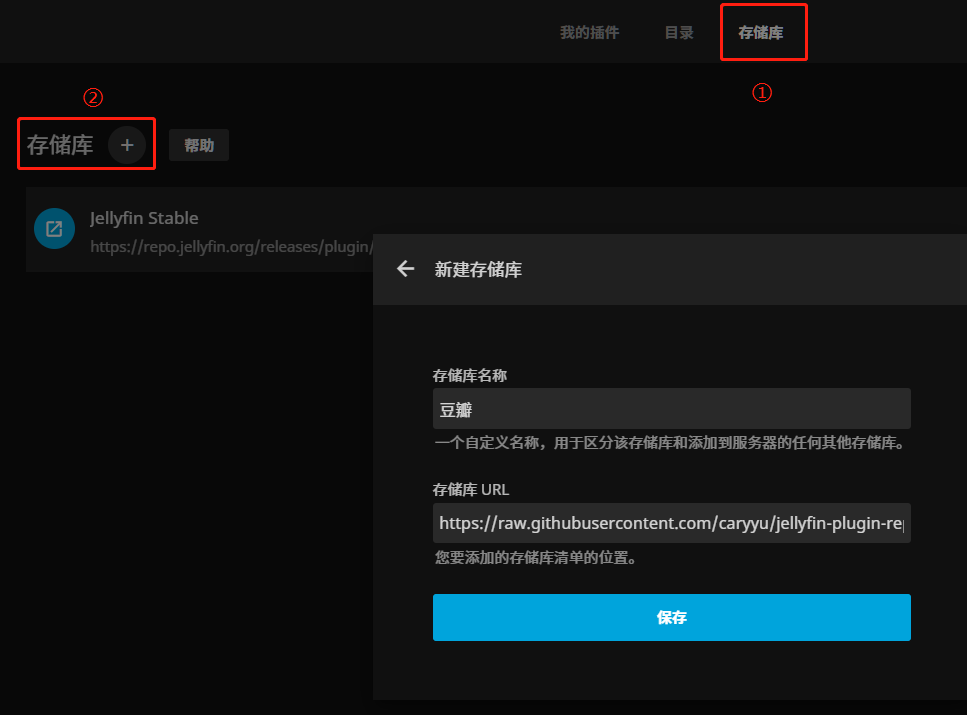 我的插件 目录 存储库
①
②
存储库 + 帮助
Jellyfin Stable
https://repo.jellyfin.org/releases/plugin/
新建存储库
存储库名称
豆瓣
一个自定义名称，用于区分该存储库和添加到服务器的任何其他存储库。
存储库 URL
https://raw.githubusercontent.com/caryyu/jellyfin-plugin-rep
您要添加的存储库清单的位置。
保存